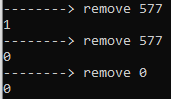 --------> remove 577
1
--------> remove 577
0
--------> remove 0
0